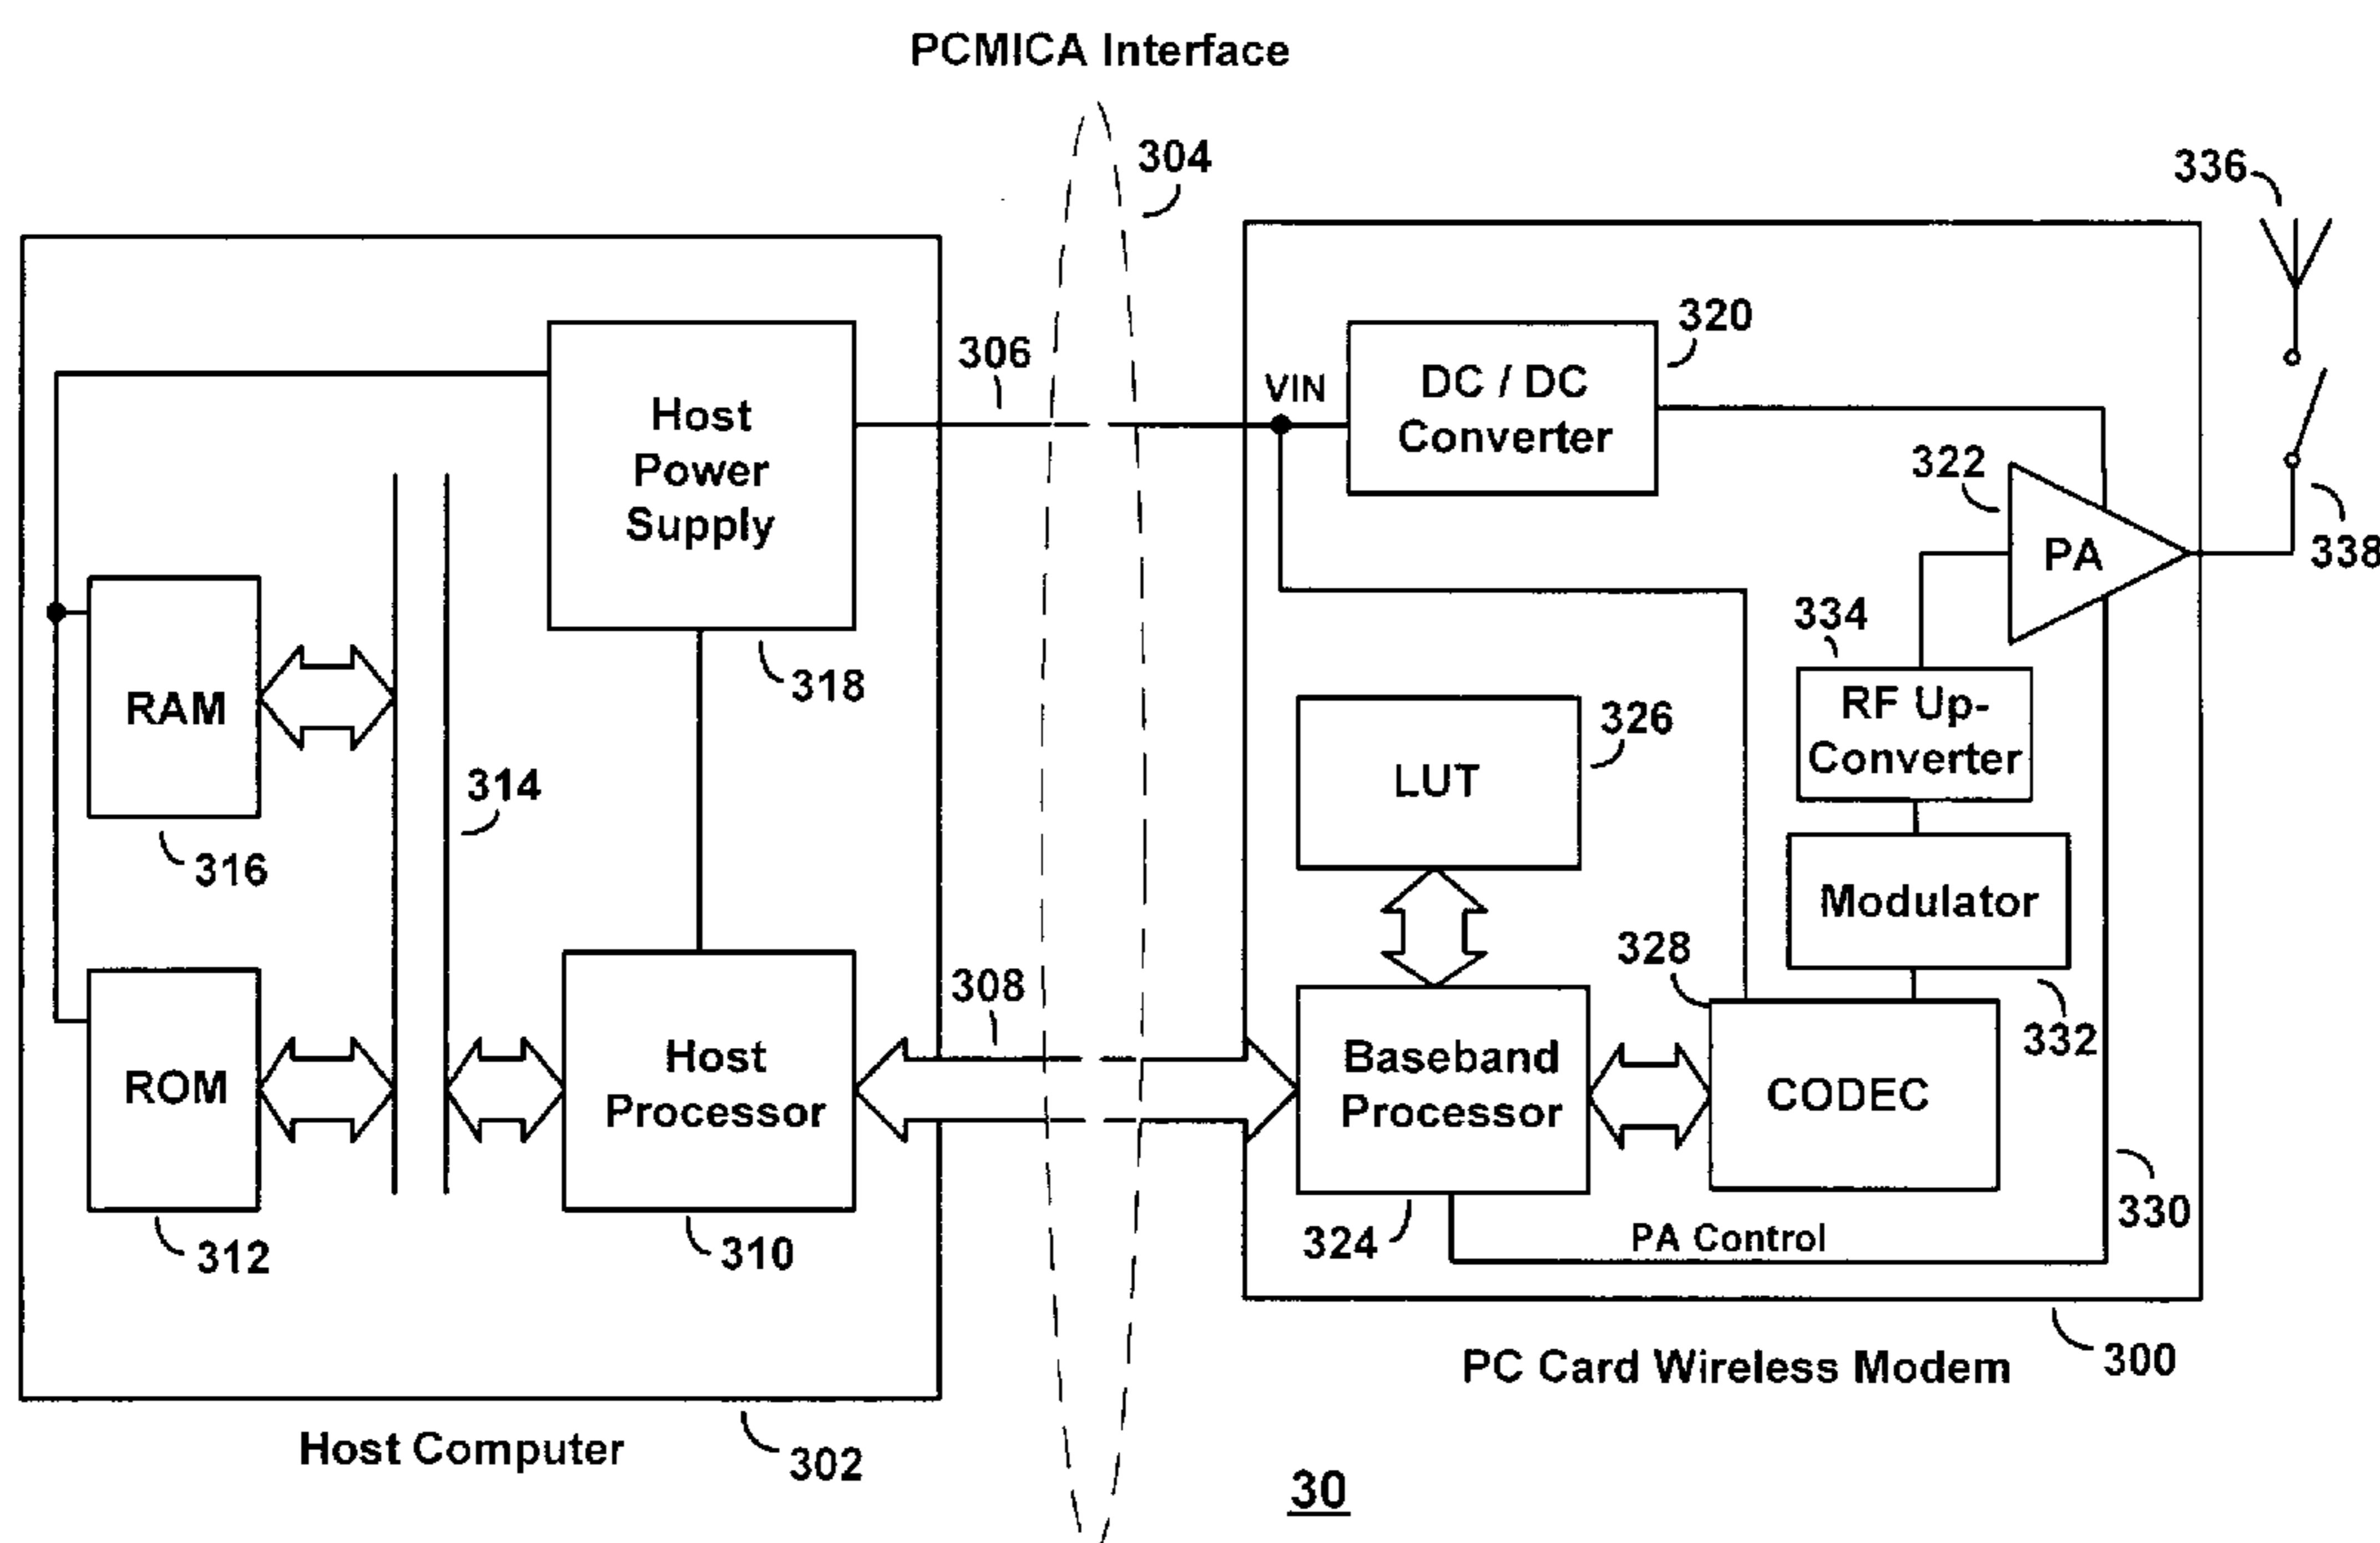 PCMICA Interface
304
336
320
306
VIN
DC / DC
Converter
Host
Power
Supply
322
PA
338
334
318
RAM
326
RF Up-
Converter
LUT
314
316
Modulator
328
308
332
ROM
Host
Processor
Baseband
Processor
CODEC
330
324
PA Control
312
310
PC Card Wireless Modem
300
Host Computer
302
30